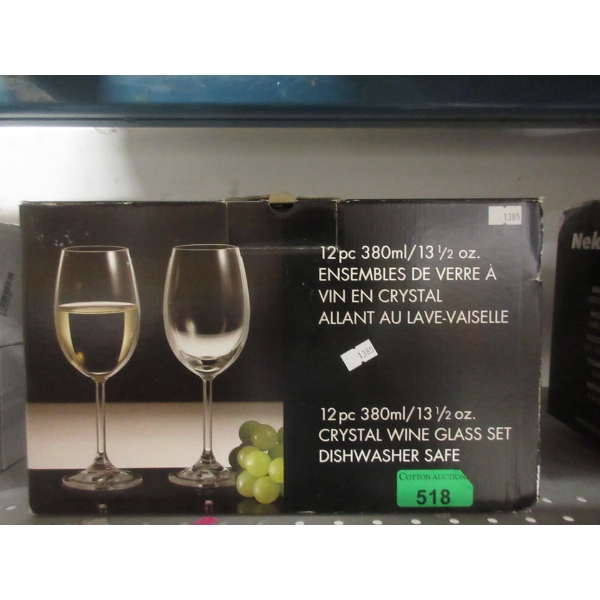 1385
12pc 380ml/13 1/2 oz.
ENSEMBLES DE VERRE À
VIN EN CRYSTAL
ALLANT AU LAVE-VAISELLE
1385
12pc 380ml/13 1/2 oz.
CRYSTAL WINE GLASS SET
DISHWASHER SAFE
COTTON AUCTION
518
Nek